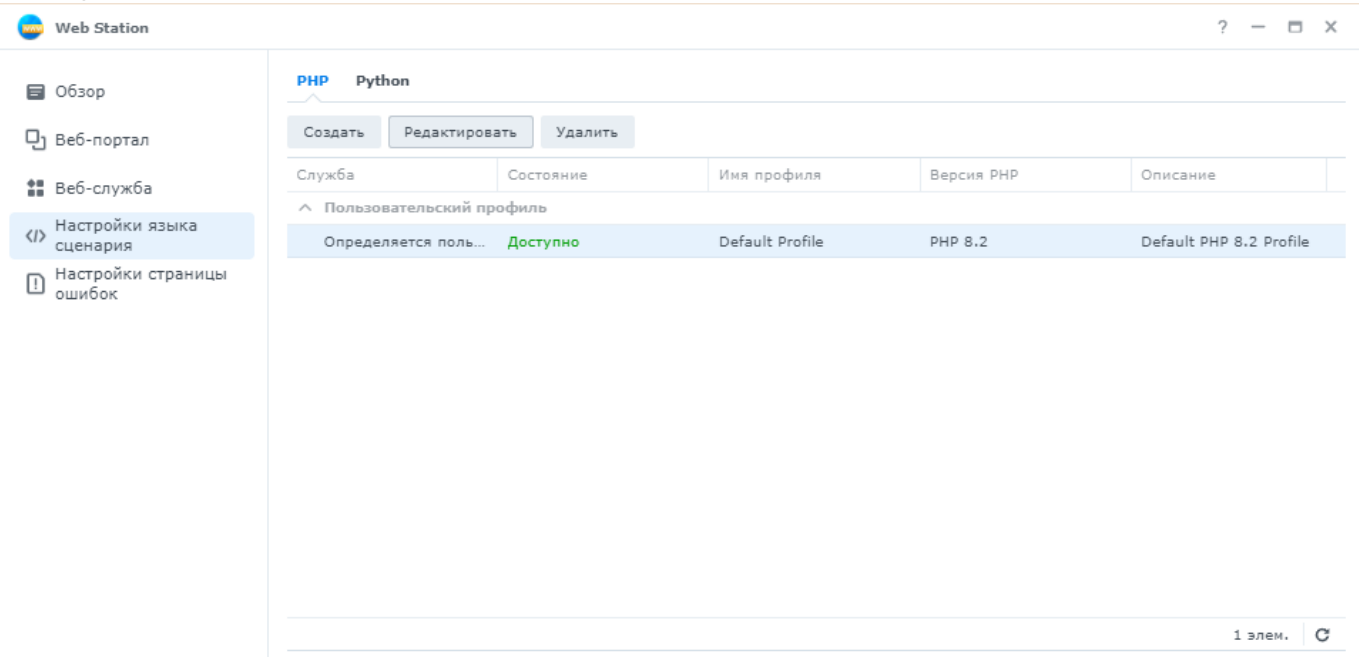 Web Station
PHP Python
Обзор
Веб-портал
Веб-служба
Настройки языка
сценария
Настройки страницы
ошибок
Создать Редактировать Удалить
Служба Состояние Имя профиля Версия PHP Описание
Пользовательский профиль
Определяется поль... Доступно Default Profile PHP 8.2 Default PHP 8.2 Profile
1 элем.